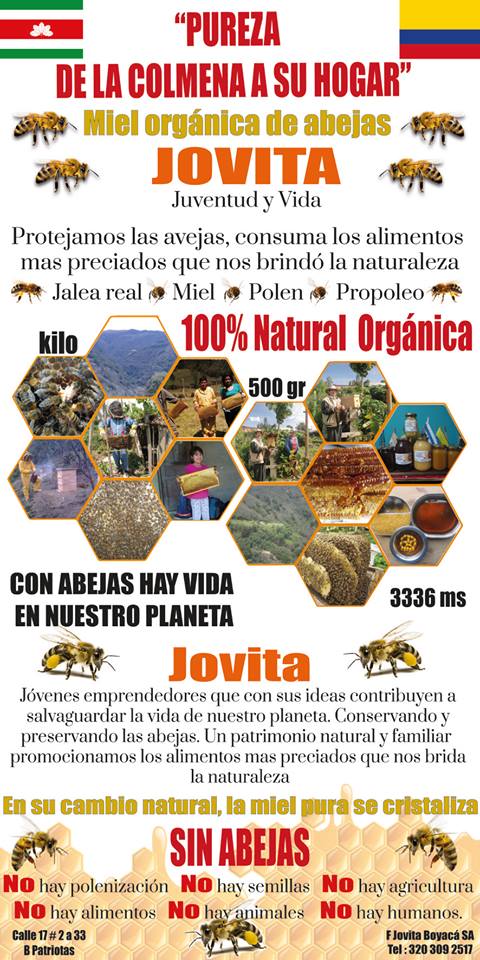 “PUREZA
DE LA COLMENA A SU HOGAR”
Miel orgánica de abejas
JOVITA
Juventud y Vida
Protejamos las avejas, consuma los alimentos
mas preciados que nos brindó la naturaleza
Jalea real Miel Polen Propoleo
100% Natural Orgánica
kilo
500 gr
CON ABEJAS HAY VIDA
EN NUESTRO PLANETA
3336 ms
Jovita
Jóvenes emprendedores que con sus ideas contribuyen a
salvaguardar la vida de nuestro planeta. Conservando y
preservando las abejas. Un patrimonio natural y familiar
promocionamos los alimentos mas preciados que nos brida
la naturaleza
En su cambio natural, la miel pura se cristaliza
SIN ABEJAS
No hay polenización No hay semillas No hay agricultura
No hay alimentos No hay animales No hay humanos.
Calle 17 # 2 a 33
B Patriotas
F Jovita Boyacá SA
Tel : 320 309 2517